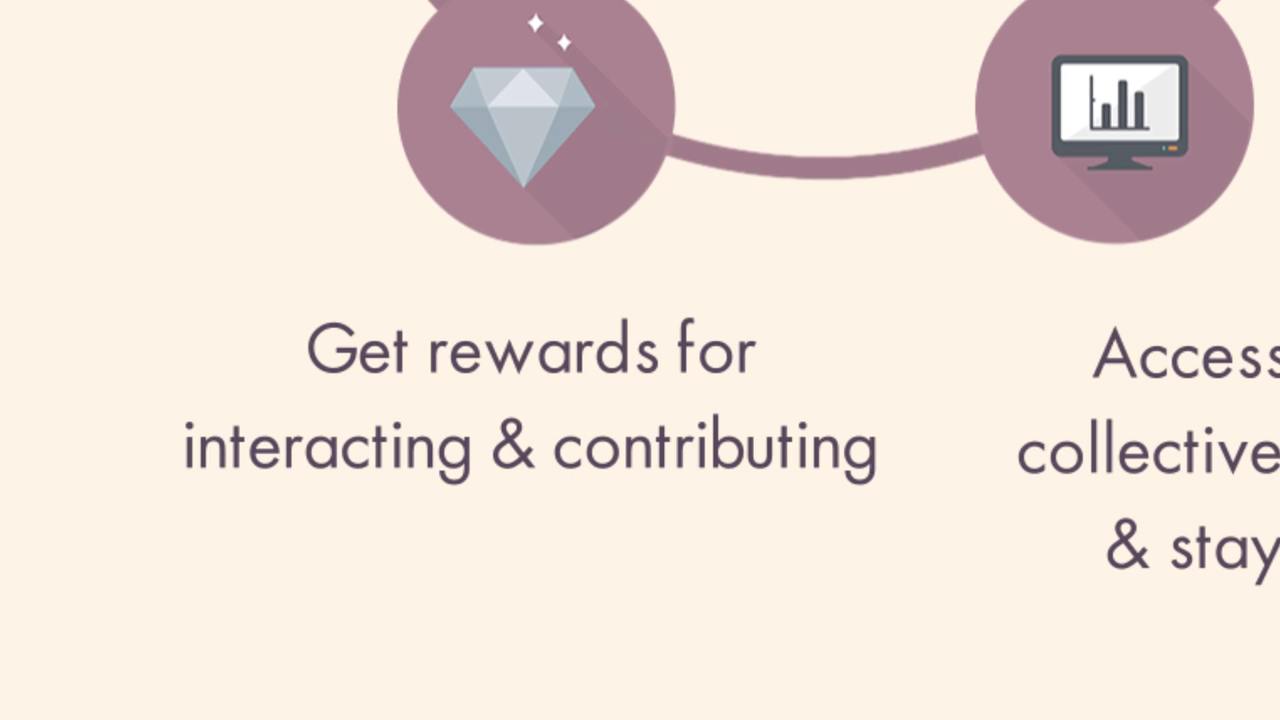 Get rewards for
interacting & contributing
Access
collective
& stay